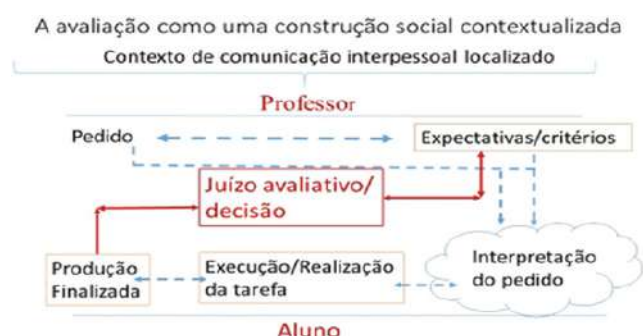 A avaliação como uma construção social contextualizada
Contexto de comunicação interpessoal localizado
Professor
Pedido
Expectativas/critérios
Juízo avaliativo/
decisão
Produção
Finalizada
Execução/Realização
da tarefa
Interpretação
do pedido
Aluno